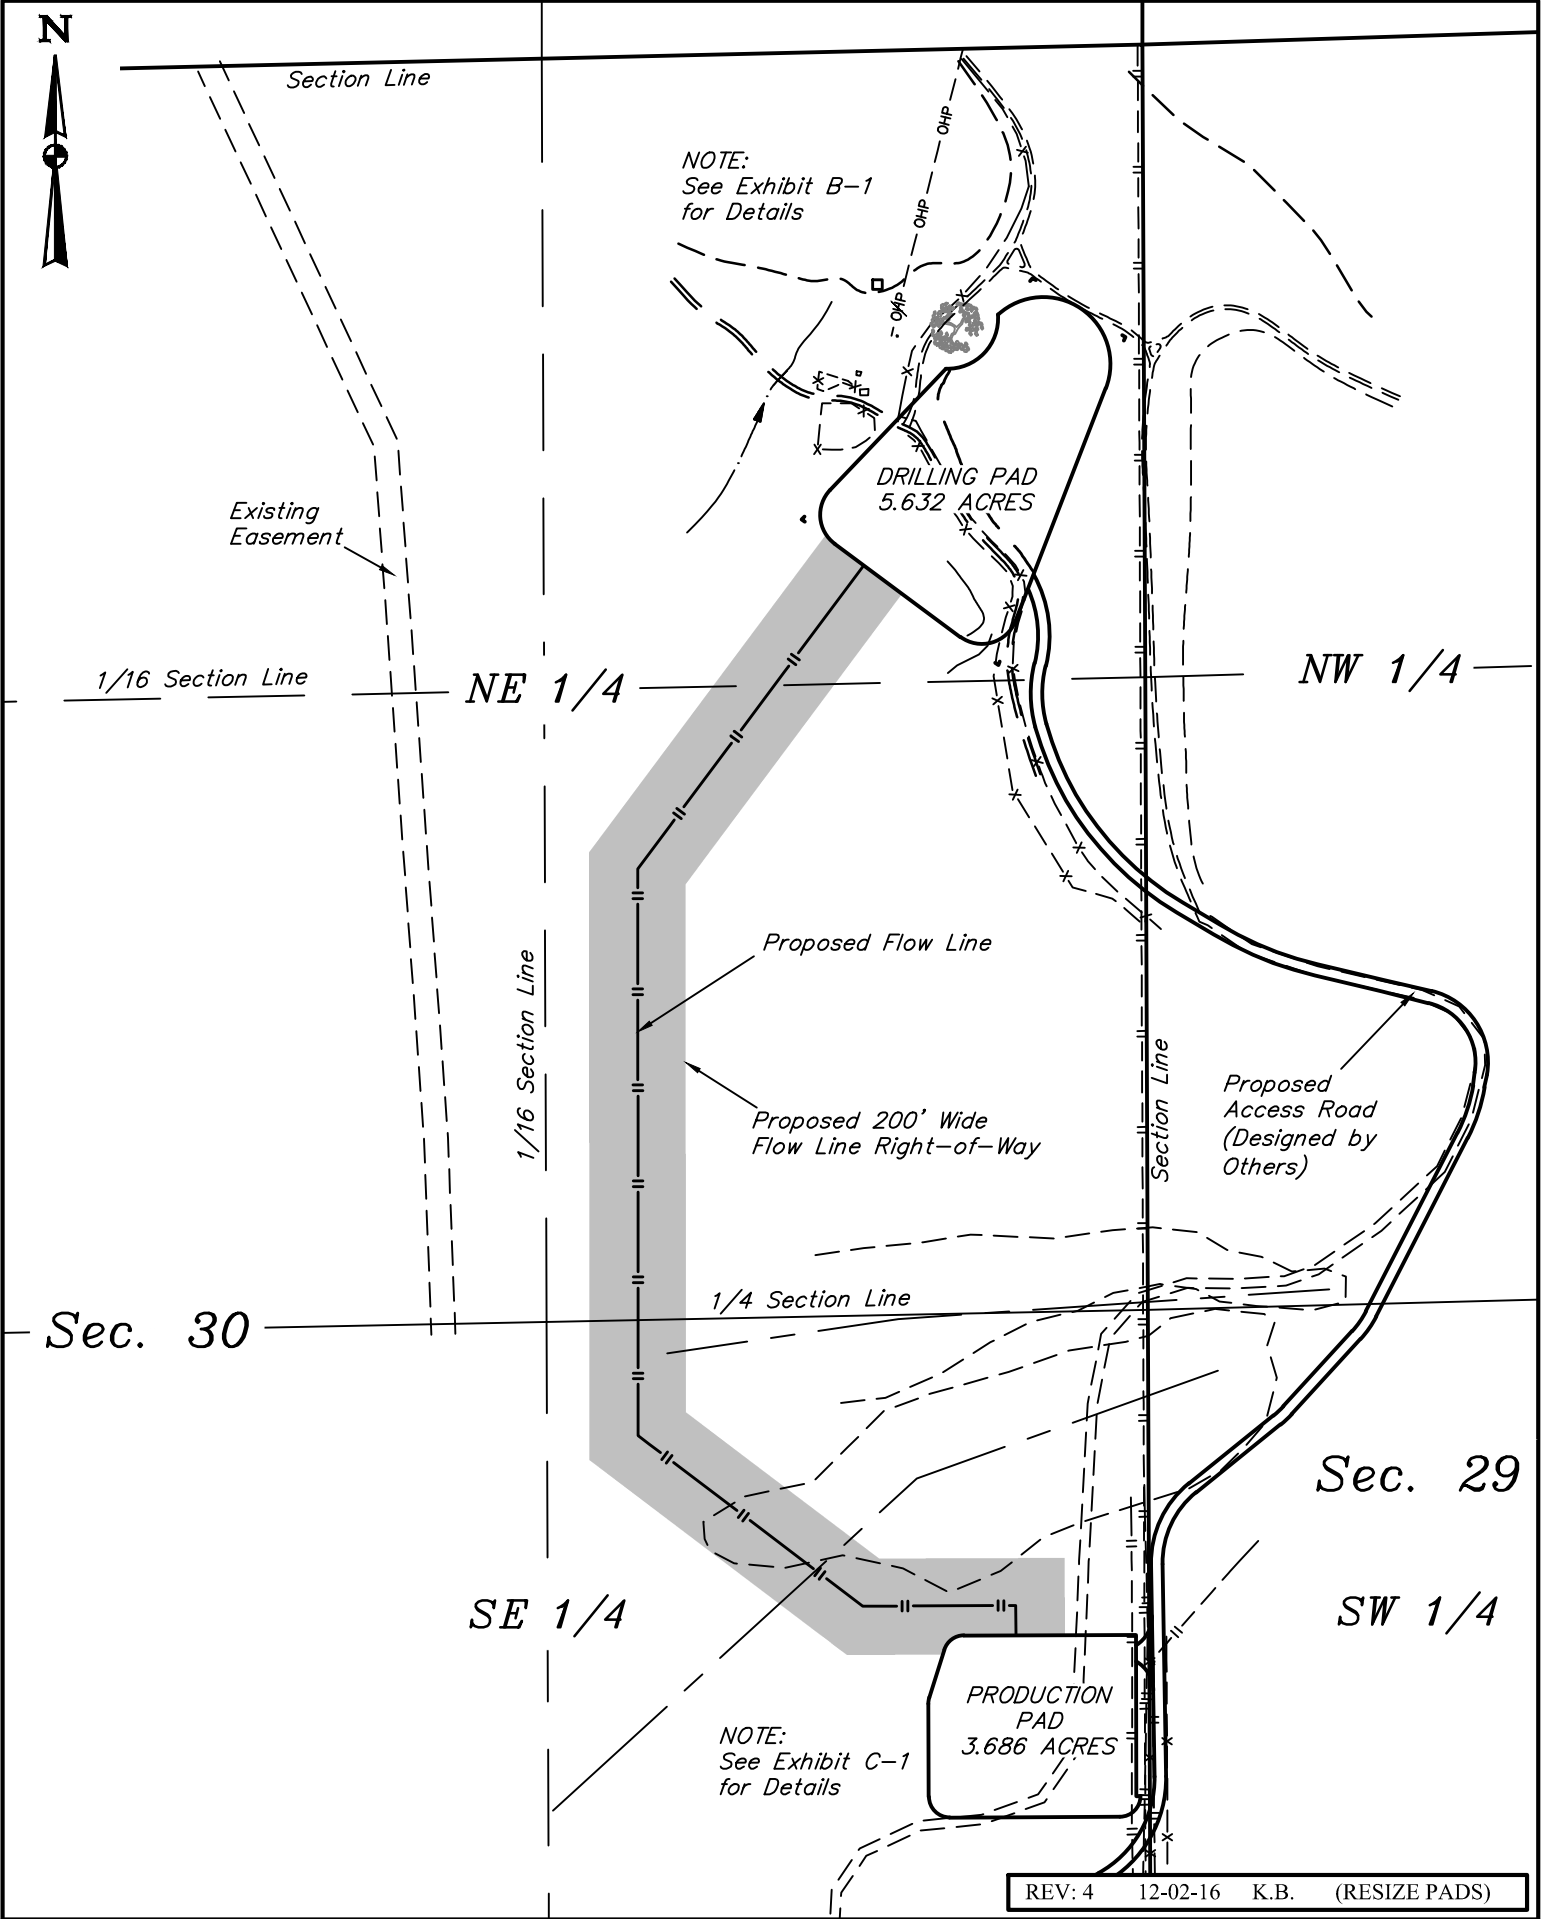 N
Section Line
NOTE:
See Exhibit B-1
for Details
OHP
OHP
OHP
DRILLING PAD
5.632 ACRES
Existing
Easement
1/16 Section Line
NE 1/4
NW 1/4
Proposed Flow Line
1/16 Section Line
Section Line
Proposed 200' Wide
Flow Line Right-of-Way
Proposed
Access Road
(Designed by
Others)
1/4 Section Line
Sec. 30
Sec. 29
SE 1/4
SW 1/4
PRODUCTION
PAD
3.686 ACRES
NOTE:
See Exhibit C-1
for Details
REV: 4 12-02-16 K.B. (RESIZE PADS)